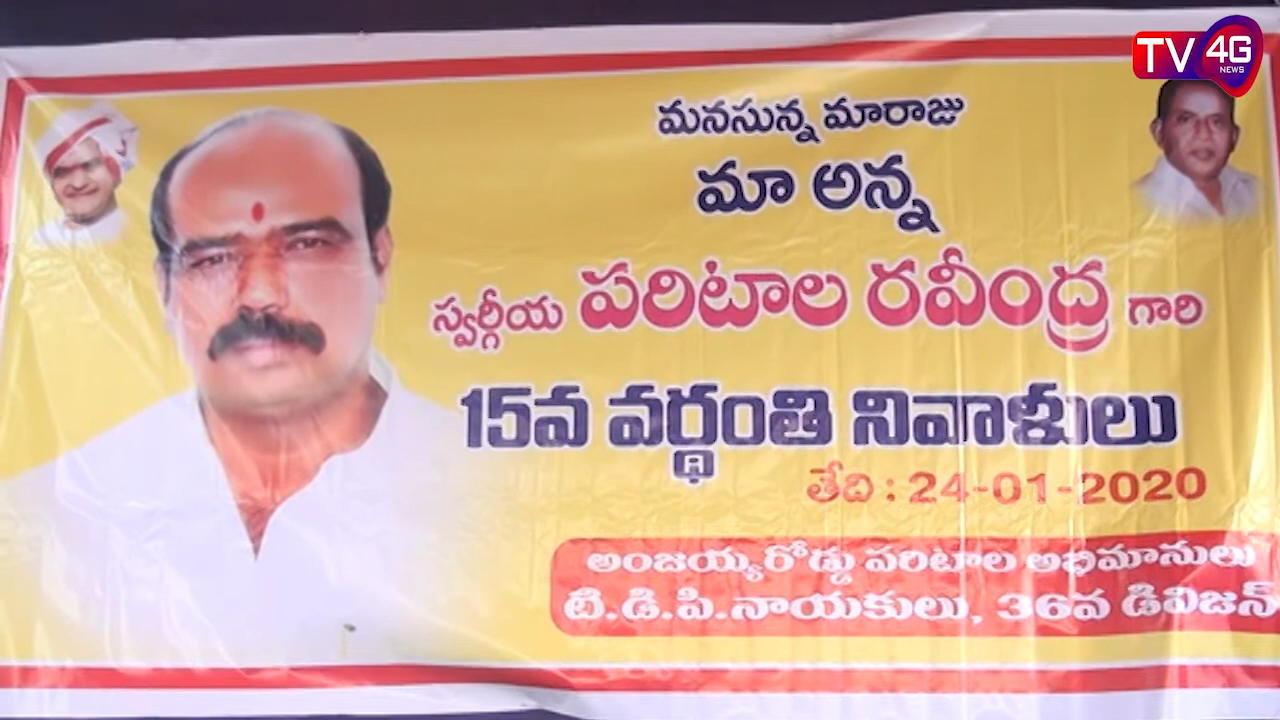 TV 4G
NEWS
మనసున్న మారాజు
మా అన్న
స్వర్గీయ పరిటాల రవీంద్ర గారి
15వ వర్ధంతి నివాళులు
తేది : 24-01-2020
అంజయ్యరోడ్డు పరిటాల అభిమానులు
టి.డి.పి.నాయకులు, 36వ డివిజన్